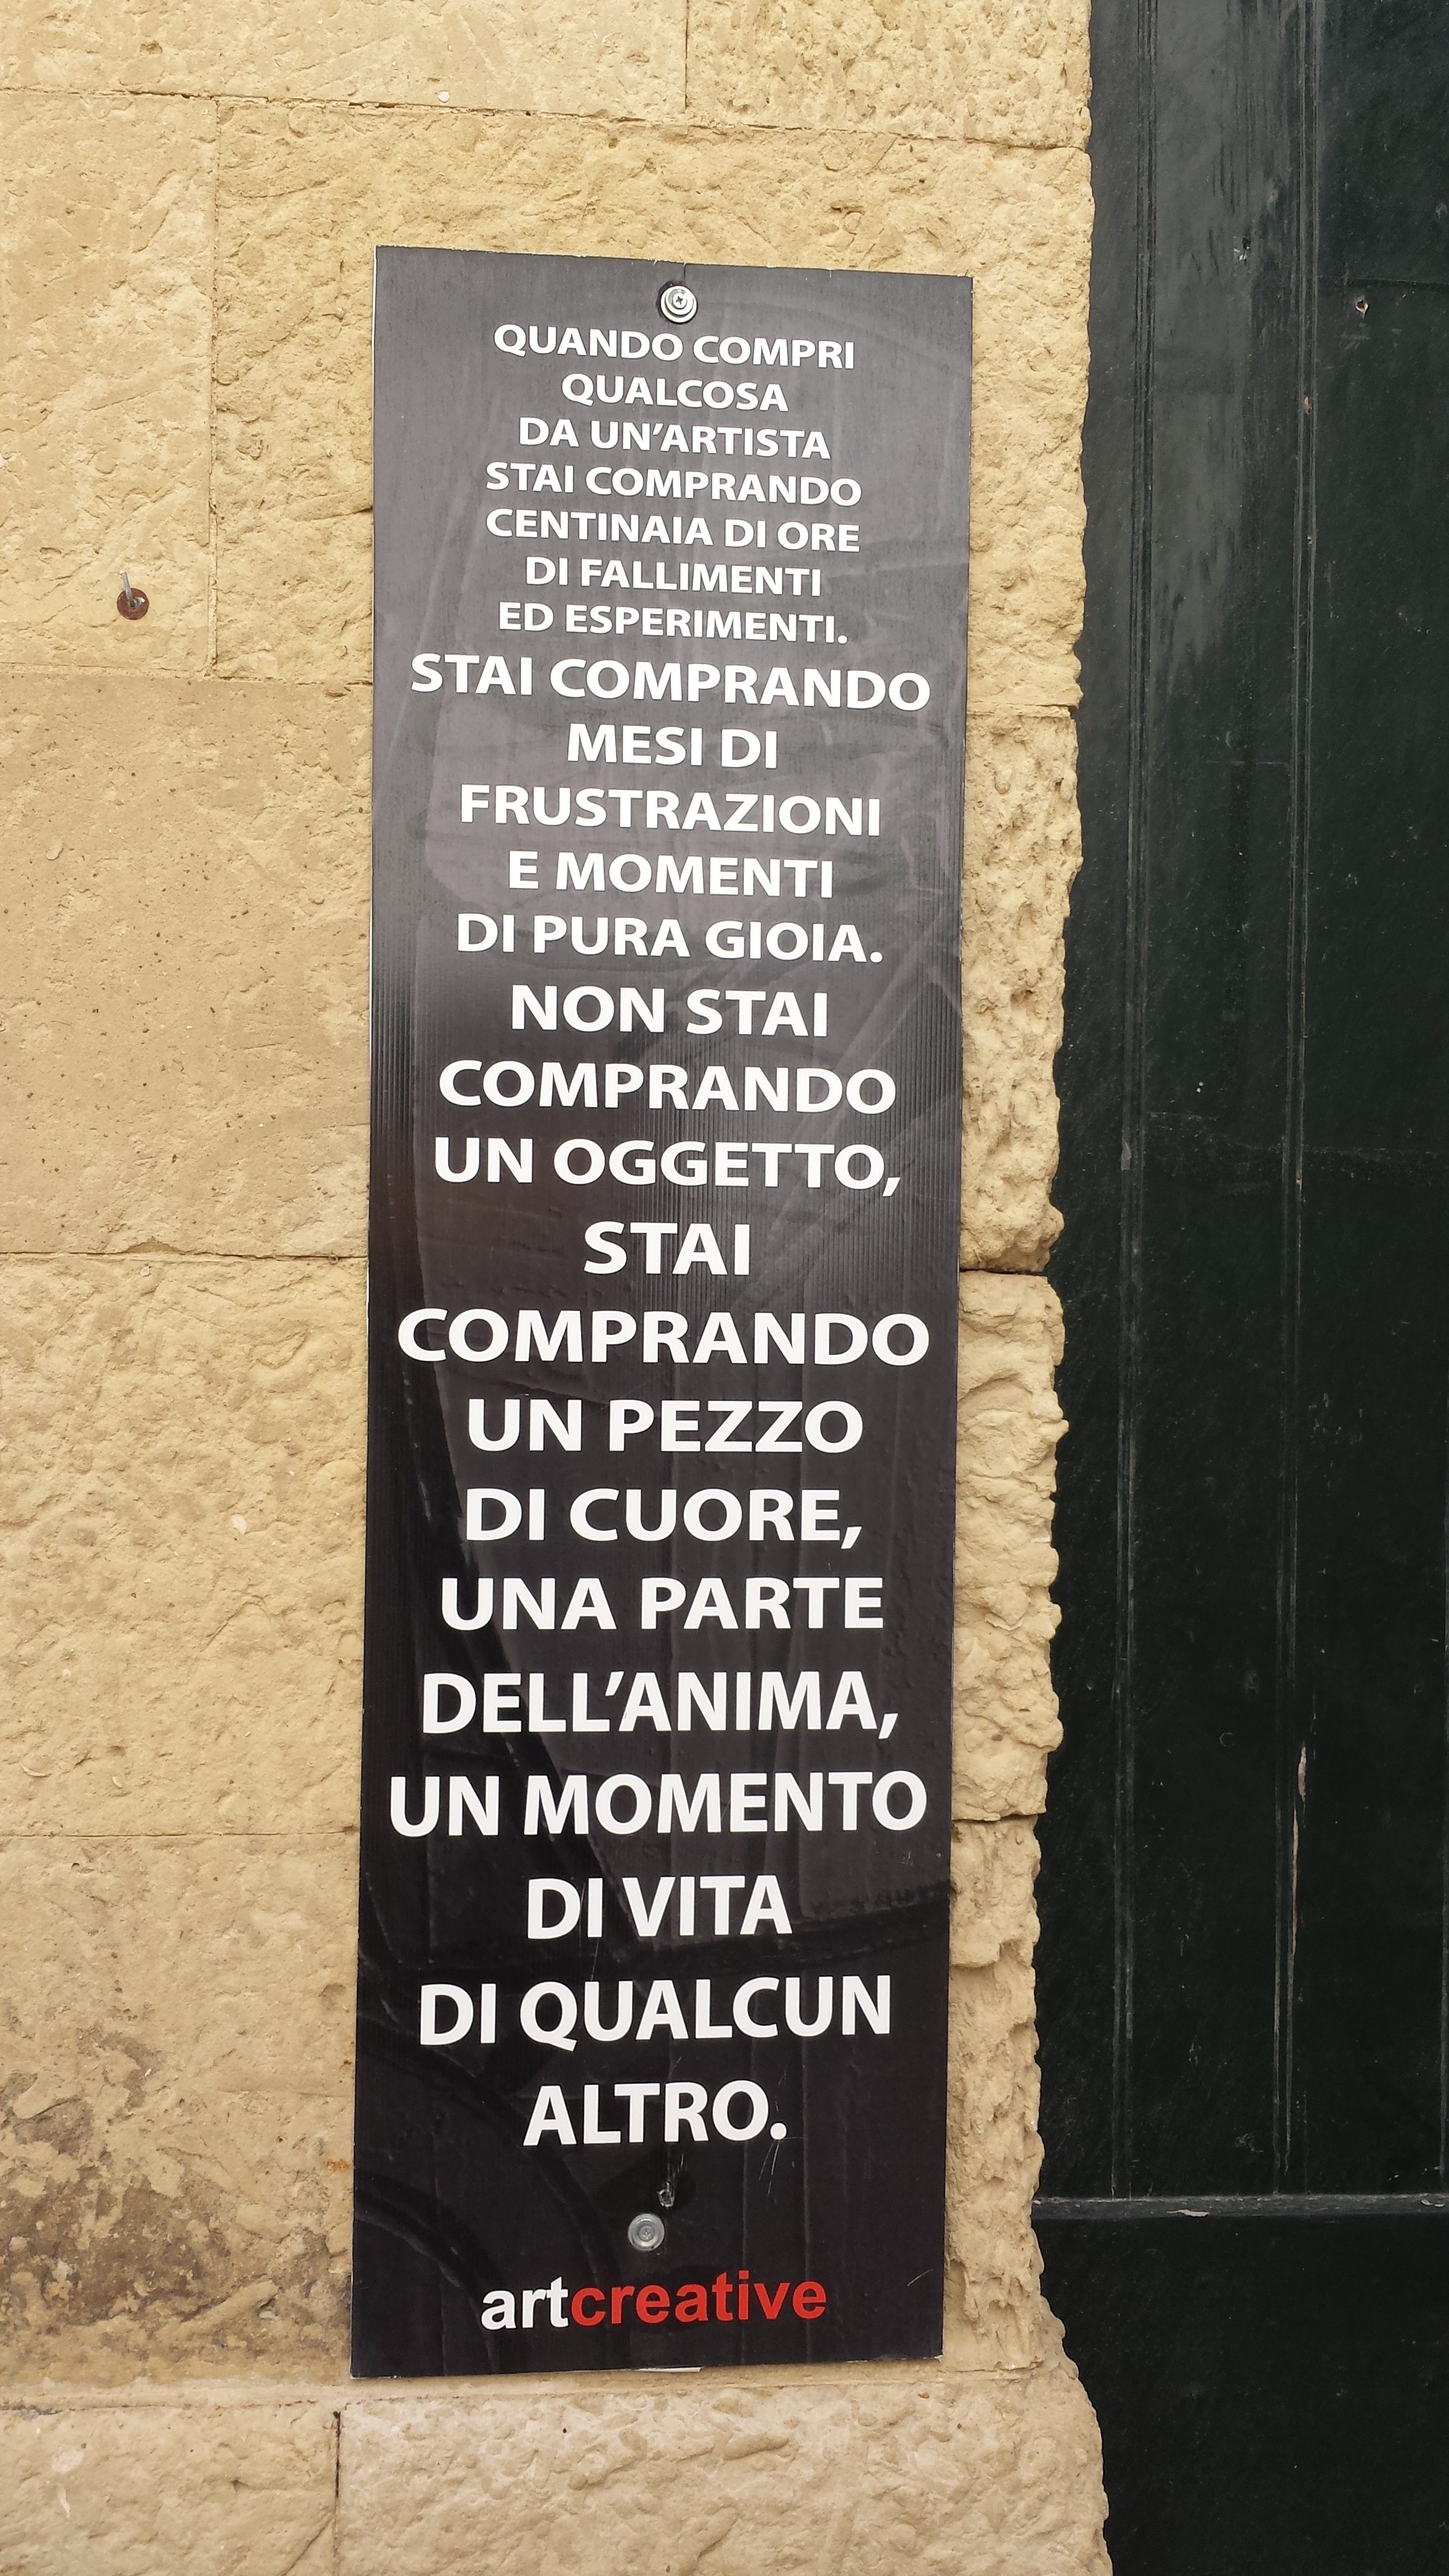 QUANDO COMPRI
QUALCOSA
DA UN’ARTISTA
STAI COMPRANDO
CENTINAIA DI ORE
DI FALLIMENTI
ED ESPERIMENTI.
STAI COMPRANDO
MESI DI
FRUSTRAZIONI
E MOMENTI
DI PURA GIOIA.
NON STAI
COMPRANDO
UN OGGETTO,
STAI
COMPRANDO
UN PEZZO
DI CUORE,
UNA PARTE
DELL’ANIMA,
UN MOMENTO
DI VITA
DI QUALCUN
ALTRO.
artcreative